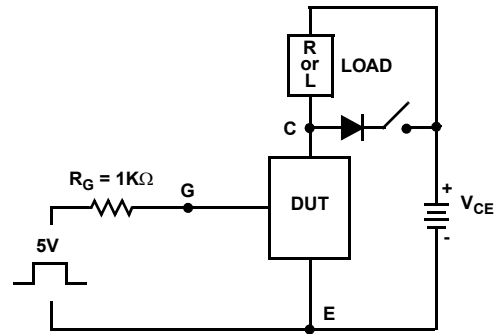 R
or
L
LOAD
C
R_G = 1KΩ
G
DUT
+
V_CE
-
5V
E